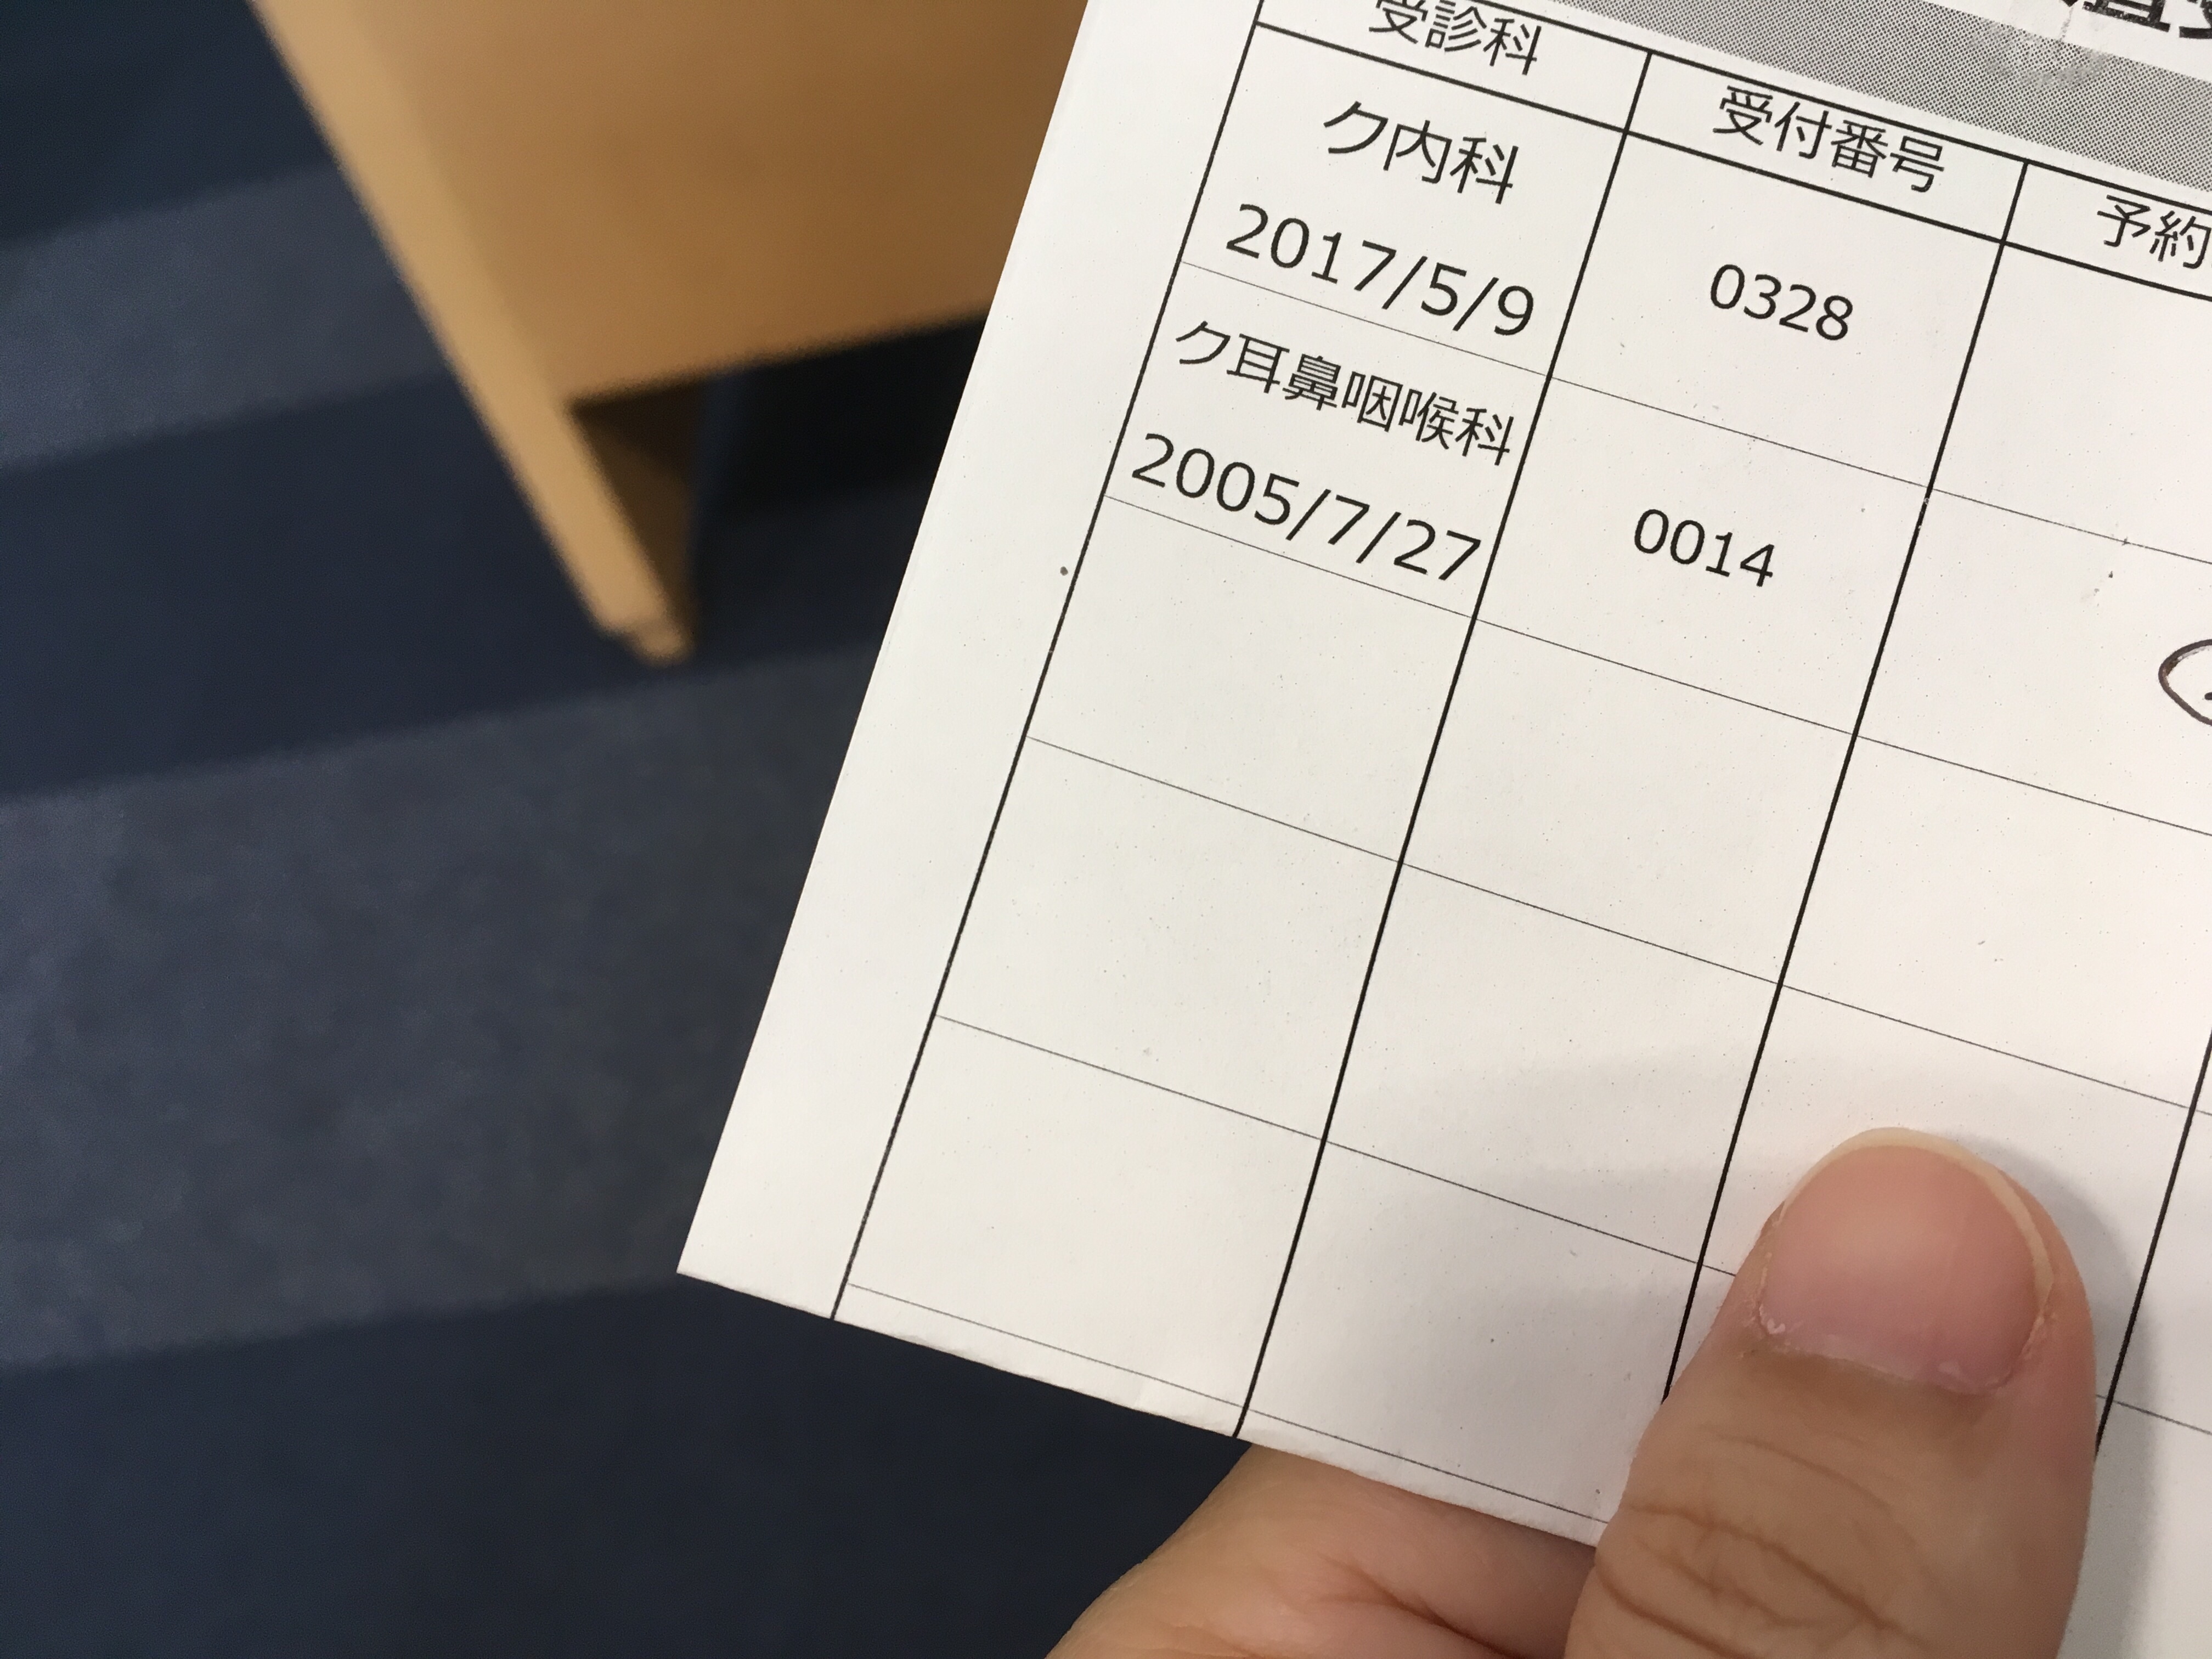 受診科
受付番号
予約
ク内科
2017/5/9
0328
ク耳鼻咽喉科
2005/7/27
0014